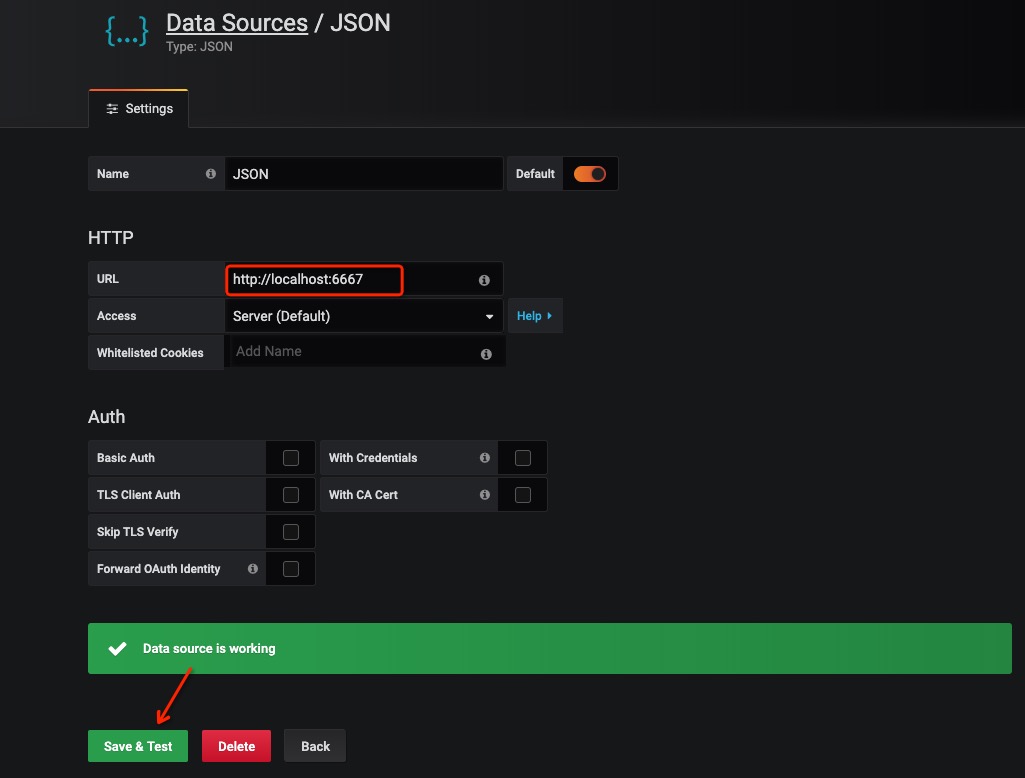 {...} Data Sources / JSON
Type: JSON
Settings
Name JSON Default
HTTP
URL http://localhost:6667
Access Server (Default) Help
Whitelisted Cookies Add Name
Auth
Basic Auth With Credentials
TLS Client Auth With CA Cert
Skip TLS Verify
Forward OAuth Identity
Data source is working
Save & Test Delete Back